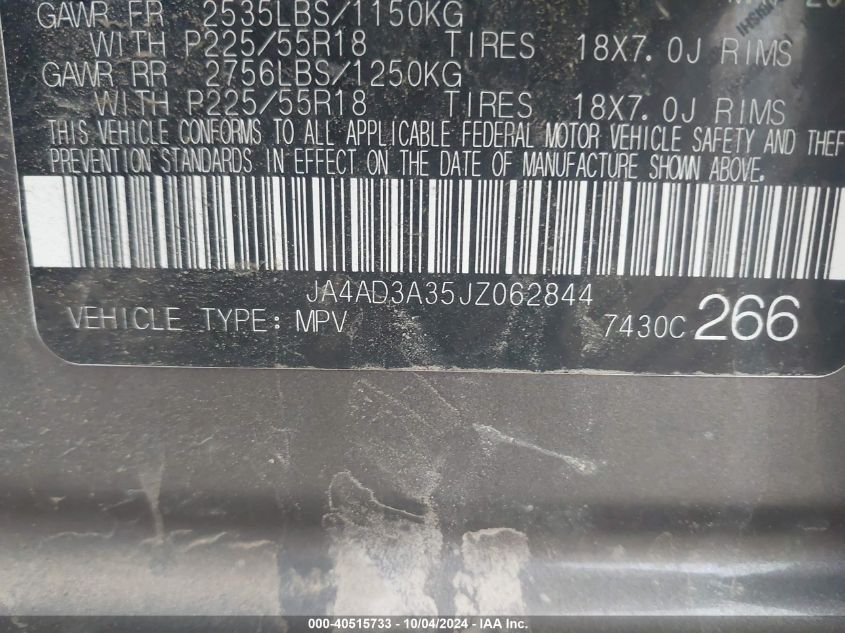 GAWR FR 2535LBS/1150KG
WITH P225/55R18 TIRES 18X7.0J RIMS
GAWR RR 2756LBS/1250KG
WITH P225/55R18 TIRES 18X7.0J RIMS
THIS VEHICLE CONFORMS TO ALL APPLICABLE FEDERAL MOTOR VEHICLE SAFETY AND THEF
PREVENTION STANDARDS IN EFFECT ON THE DATE OF MANUFACTURE SHOWN ABOVE.
JA4AD3A35JZ062844
VEHICLE TYPE: MPV 7430C 266
000-40515733 - 10/04/2024 - IAA Inc.